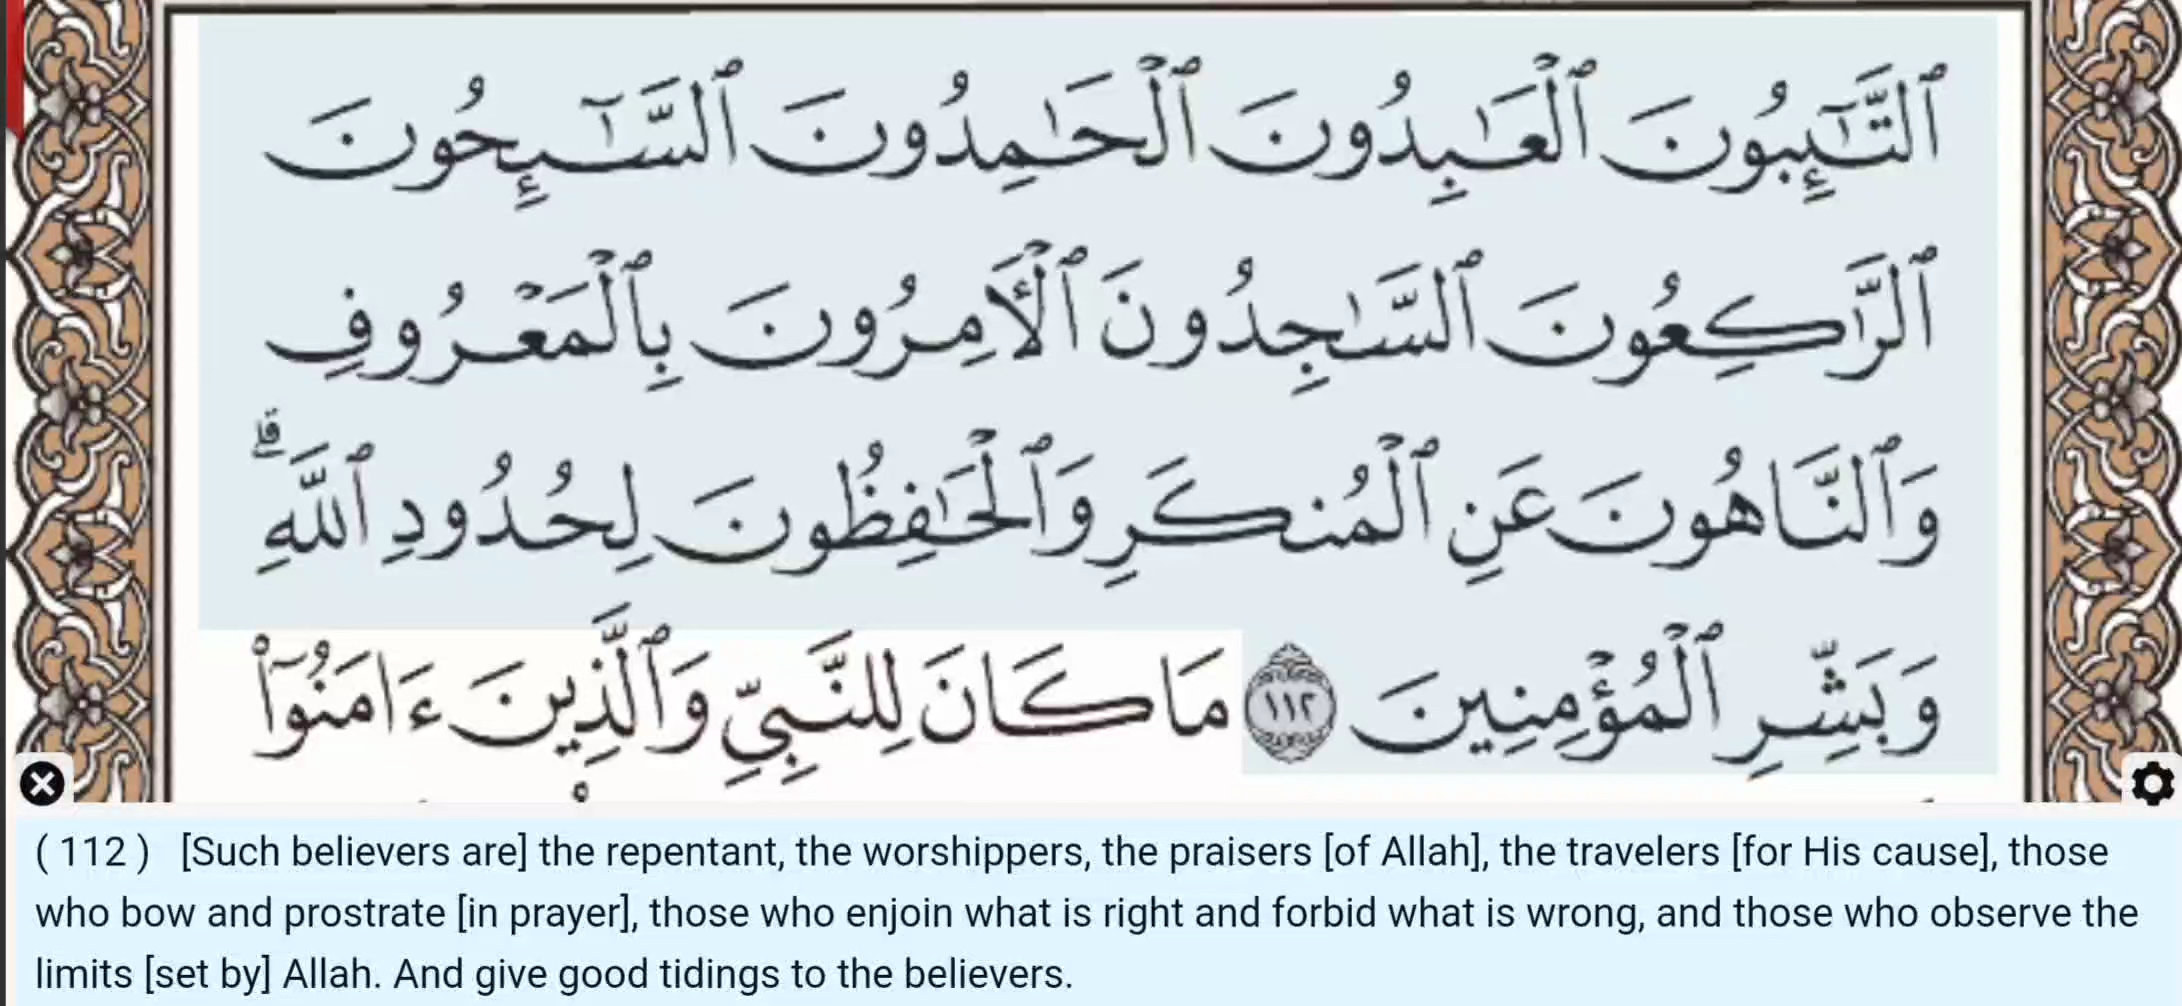 ٱلتَّٰٓئِبُونَ ٱلْعَٰبِدُونَ ٱلْحَٰمِدُونَ ٱلسَّٰٓئِحُونَ
ٱلرَّٰكِعُونَ ٱلسَّٰجِدُونَ ٱلْأَمِرُونَ بِٱلْمَعْرُوفِ
وَٱلنَّاهُونَ عَنِ ٱلْمُنكَرِ وَٱلْحَٰفِظُونَ لِحُدُودِ ٱللَّهِۗ
وَبَشِّرِ ٱلْمُؤْمِنِينَ ١١٢ مَا كَانَ لِلنَّبِيِّ وَٱلَّذِينَ ءَامَنُوٓا۟
( 112 ) [Such believers are] the repentant, the worshippers, the praisers [of Allah], the travelers [for His cause], those
who bow and prostrate [in prayer], those who enjoin what is right and forbid what is wrong, and those who observe the
limits [set by] Allah. And give good tidings to the believers.